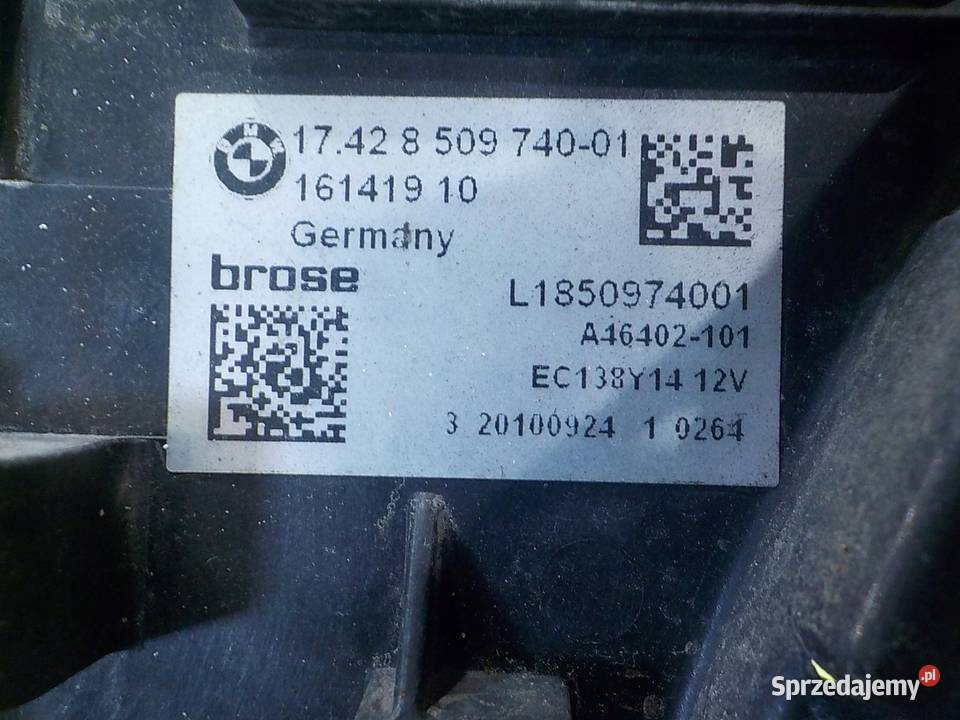 BMW
17.42 8 509 740-01
161419 10
Germany
brose
L1850974001
A46402-101
EC138Y14 12V
3 20100924 1 0264
Sprzedajemy.pl